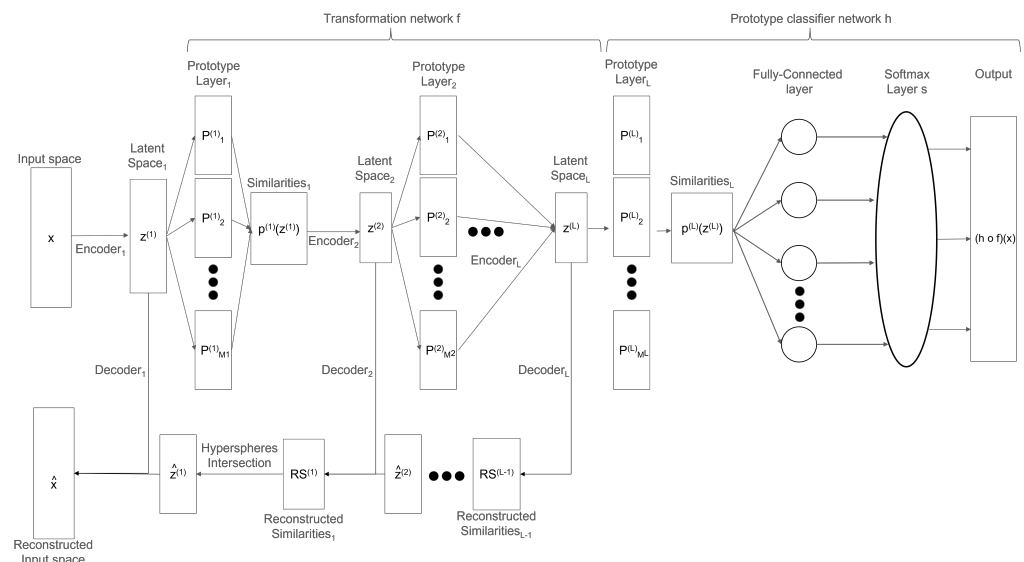 Transformation network f
Prototype classifier network h
Prototype
Layer1
Prototype
Layer2
Prototype
LayerL
Fully-Connected
layer
Softmax
Layer s
Output
Input space
Latent
Space1
Similarities1
Latent
Space2
Latent
SpaceL
SimilaritiesL
P(1)1
P(1)2
P(1)M1
P(2)1
P(2)2
P(2)M2
P(L)1
P(L)2
P(L)ML
x
Encoder1
z(1)
p(1)(z(1))
Encoder2
z(2)
EncoderL
z(L)
p(L)(z(L))
(h o f)(x)
Decoder1
Decoder2
DecoderL
x̂
ẑ(1)
Hyperspheres
Intersection
RS(1)
ẑ(2)
RS(L-1)
Reconstructed
Similarities1
Reconstructed
SimilaritiesL-1
Reconstructed
Input space